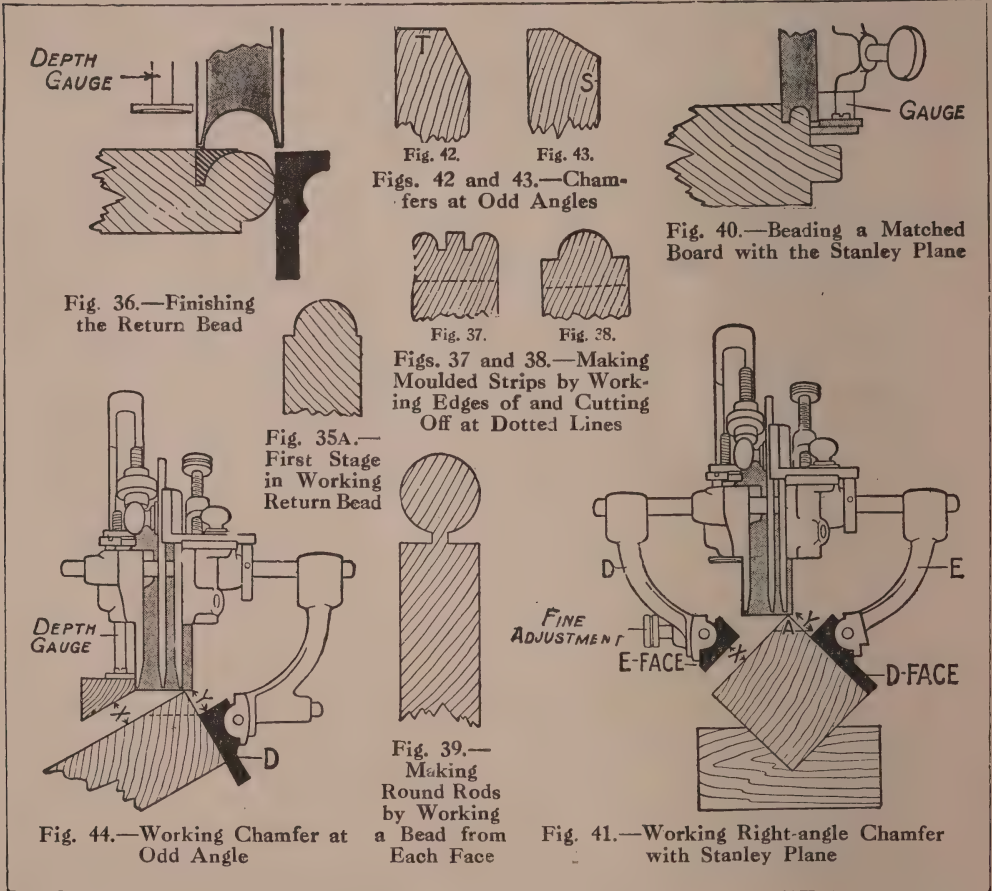 DEPTH
GAUGE
Fig. 36.—Finishing
the Return Bead
T
Fig. 42.
S
Fig. 43.
Figs. 42 and 43.—Cham-
fers at Odd Angles
GAUGE
Fig. 40.—Beading a Matched
Board with the Stanley Plane
Fig. 37.
Fig. 38.
Figs. 37 and 38.—Making
Moulded Strips by Work-
ing Edges of and Cutting
Off at Dotted Lines
Fig. 35A.—
First Stage
in Working
Return Bead
DEPTH
GAUGE
X
Y
D
Fig. 44.—Working Chamfer at
Odd Angle
Fig. 39.—
Making
Round Rods
by Working
a Bead from
Each Face
D
E
FINE
ADJUSTMENT
E-FACE
X
A
Y
D-FACE
Fig. 41.—Working Right-angle Chamfer
with Stanley Plane